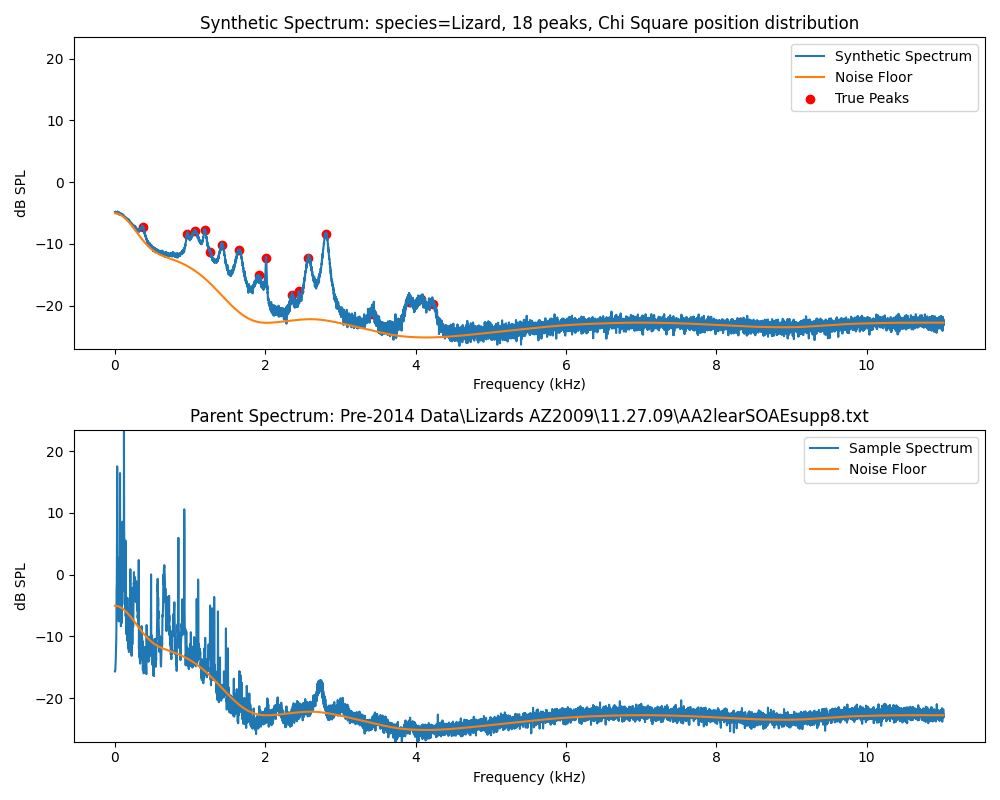 Synthetic Spectrum: species=Lizard, 18 peaks, Chi Square position distribution
20
10
0
−10
−20
dB SPL
Synthetic Spectrum
Noise Floor
True Peaks
0 2 4 6 8 10
Frequency (kHz)
Parent Spectrum: Pre-2014 Data\Lizards AZ2009\11.27.09\AA2learSOAEsupp8.txt
20
10
0
−10
−20
dB SPL
Sample Spectrum
Noise Floor
0 2 4 6 8 10
Frequency (kHz)